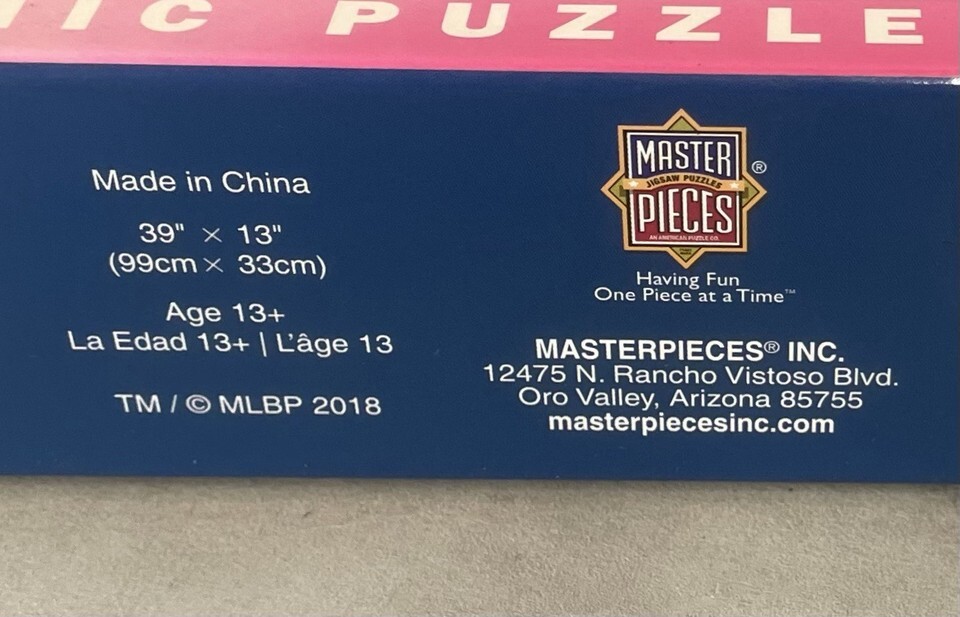 IC PUZZLE
Made in China
39" × 13"
(99cm × 33cm)
Age 13+
La Edad 13+ | L'âge 13
TM / © MLBP 2018
MASTER ®
JIGSAW PUZZLES
PIECES
AN AMERICAN PUZZLE CO.
Having Fun
One Piece at a Time™
MASTERPIECES® INC.
12475 N. Rancho Vistoso Blvd.
Oro Valley, Arizona 85755
masterpiecesinc.com